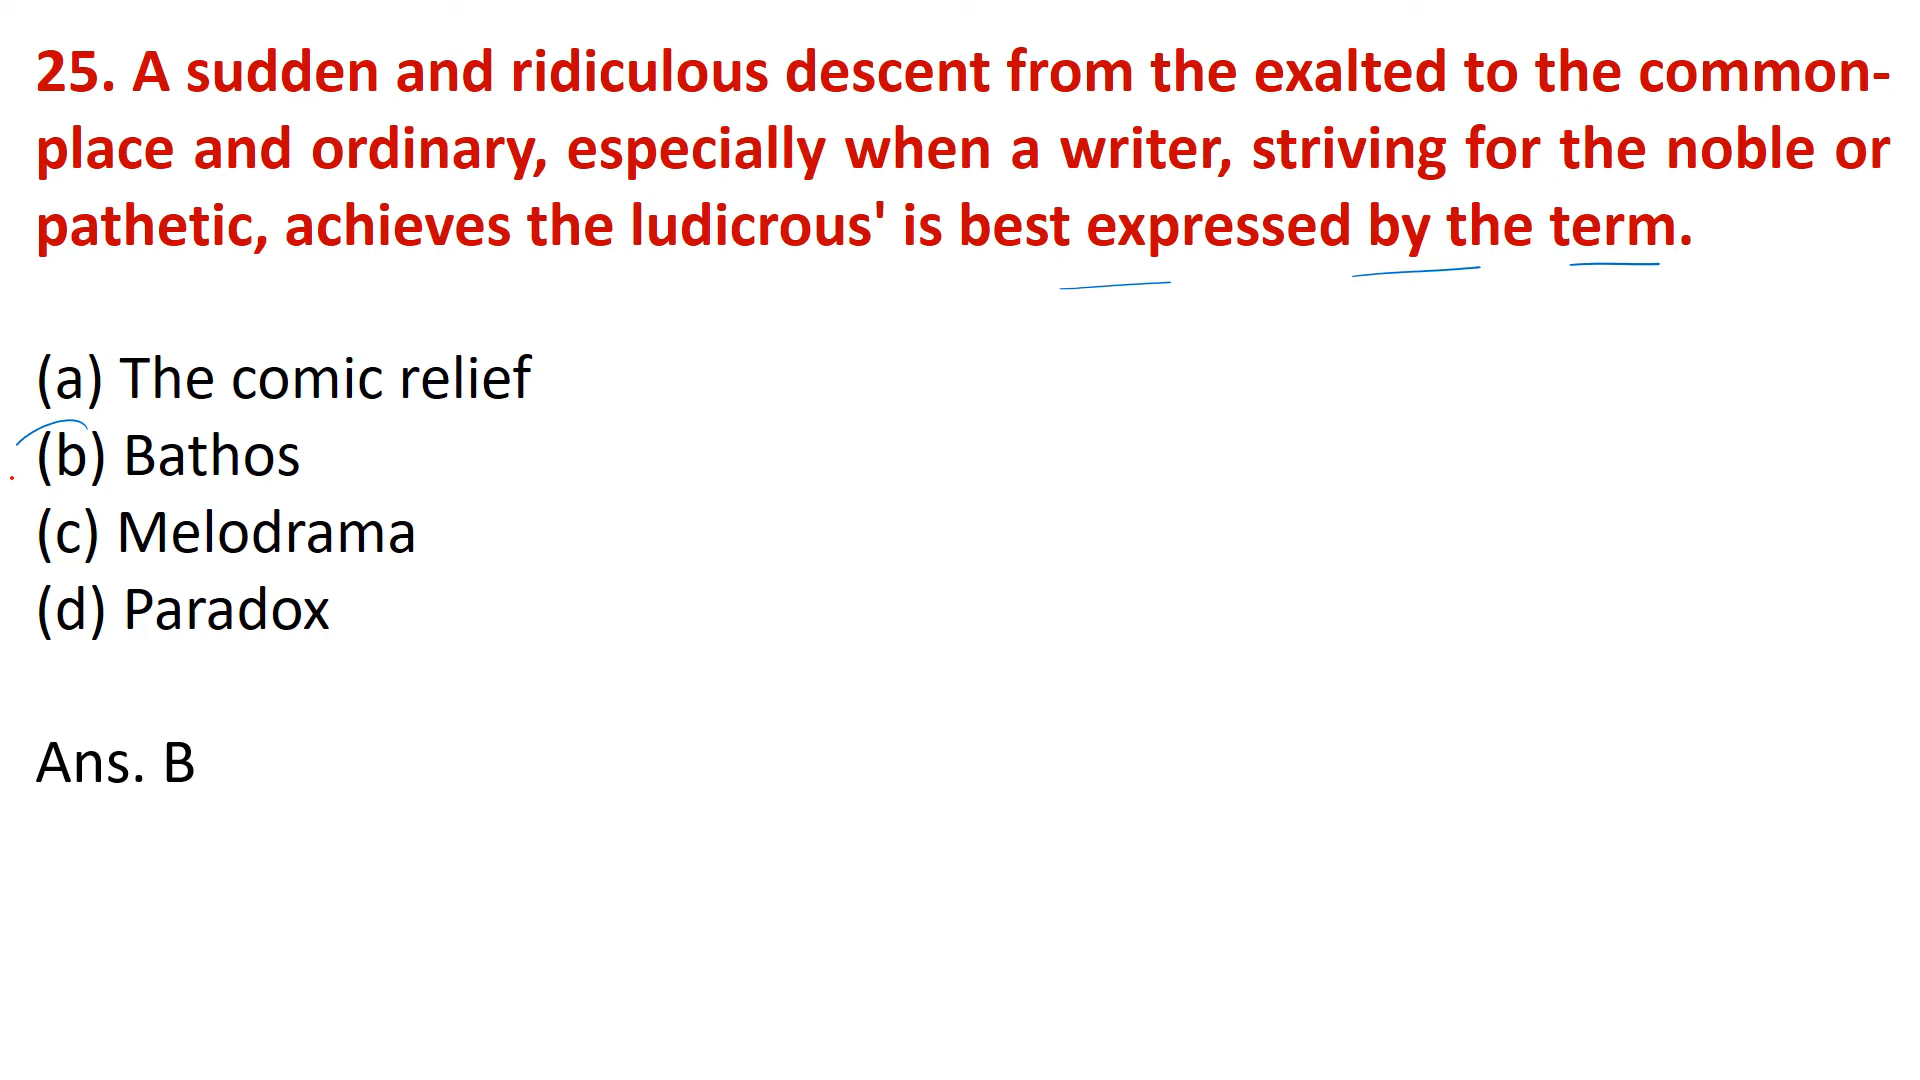 25. A sudden and ridiculous descent from the exalted to the common-
place and ordinary, especially when a writer, striving for the noble or
pathetic, achieves the ludicrous' is best expressed by the term.
(a) The comic relief
(b) Bathos
(c) Melodrama
(d) Paradox
Ans. B